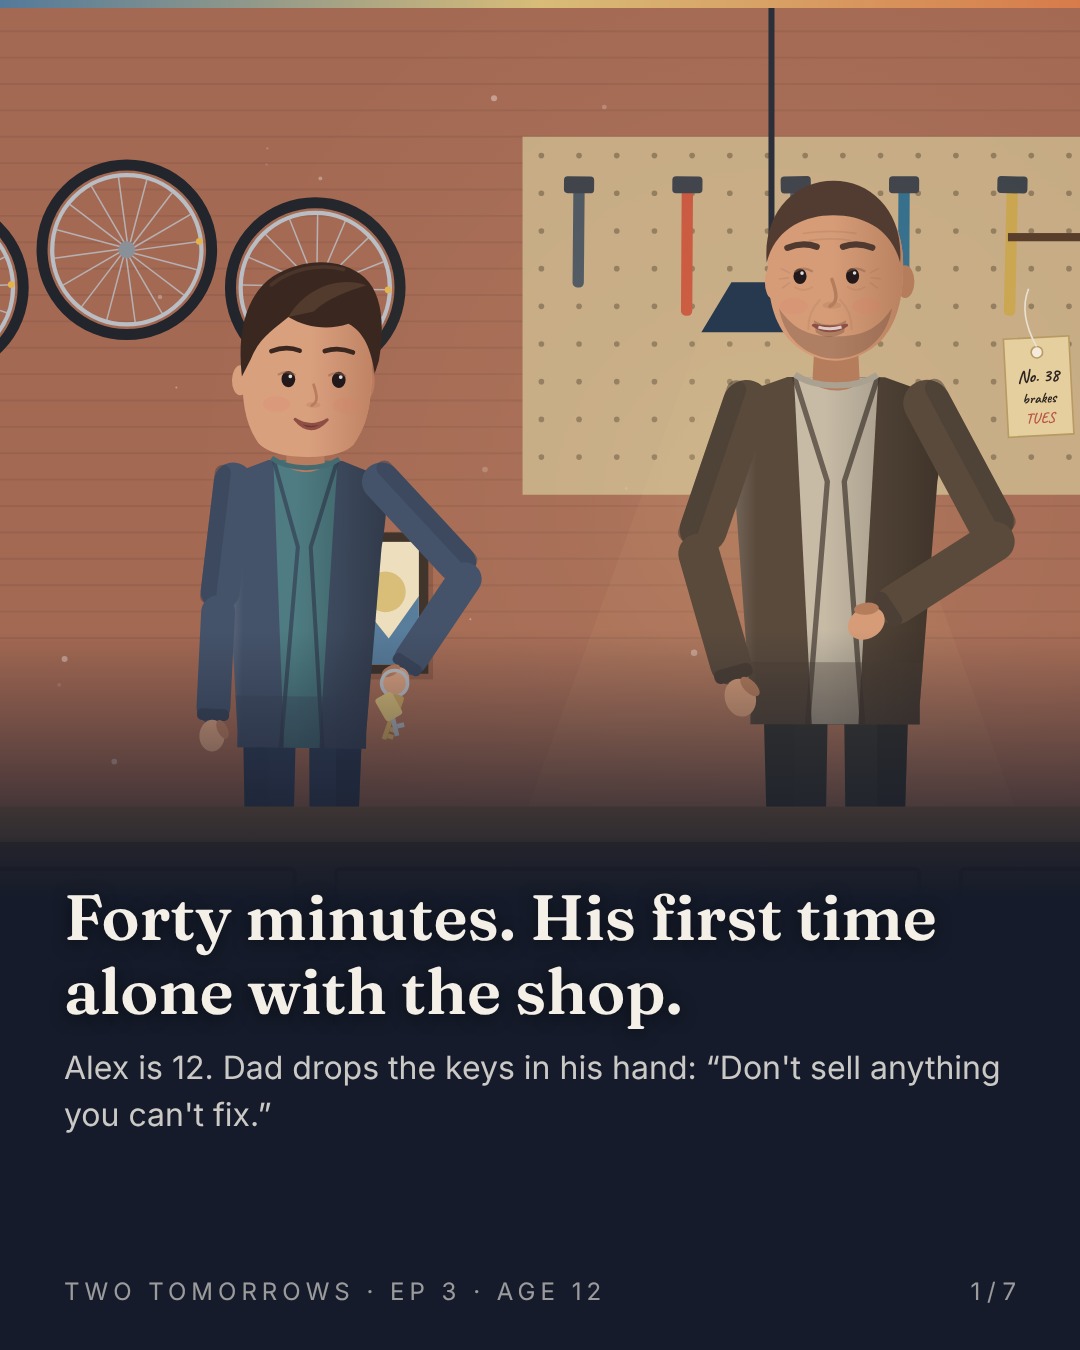 No. 38
brakes
TUES
Forty minutes. His first time
alone with the shop.
Alex is 12. Dad drops the keys in his hand: “Don't sell anything
you can't fix.”
TWO TOMORROWS · EP 3 · AGE 12
1/7